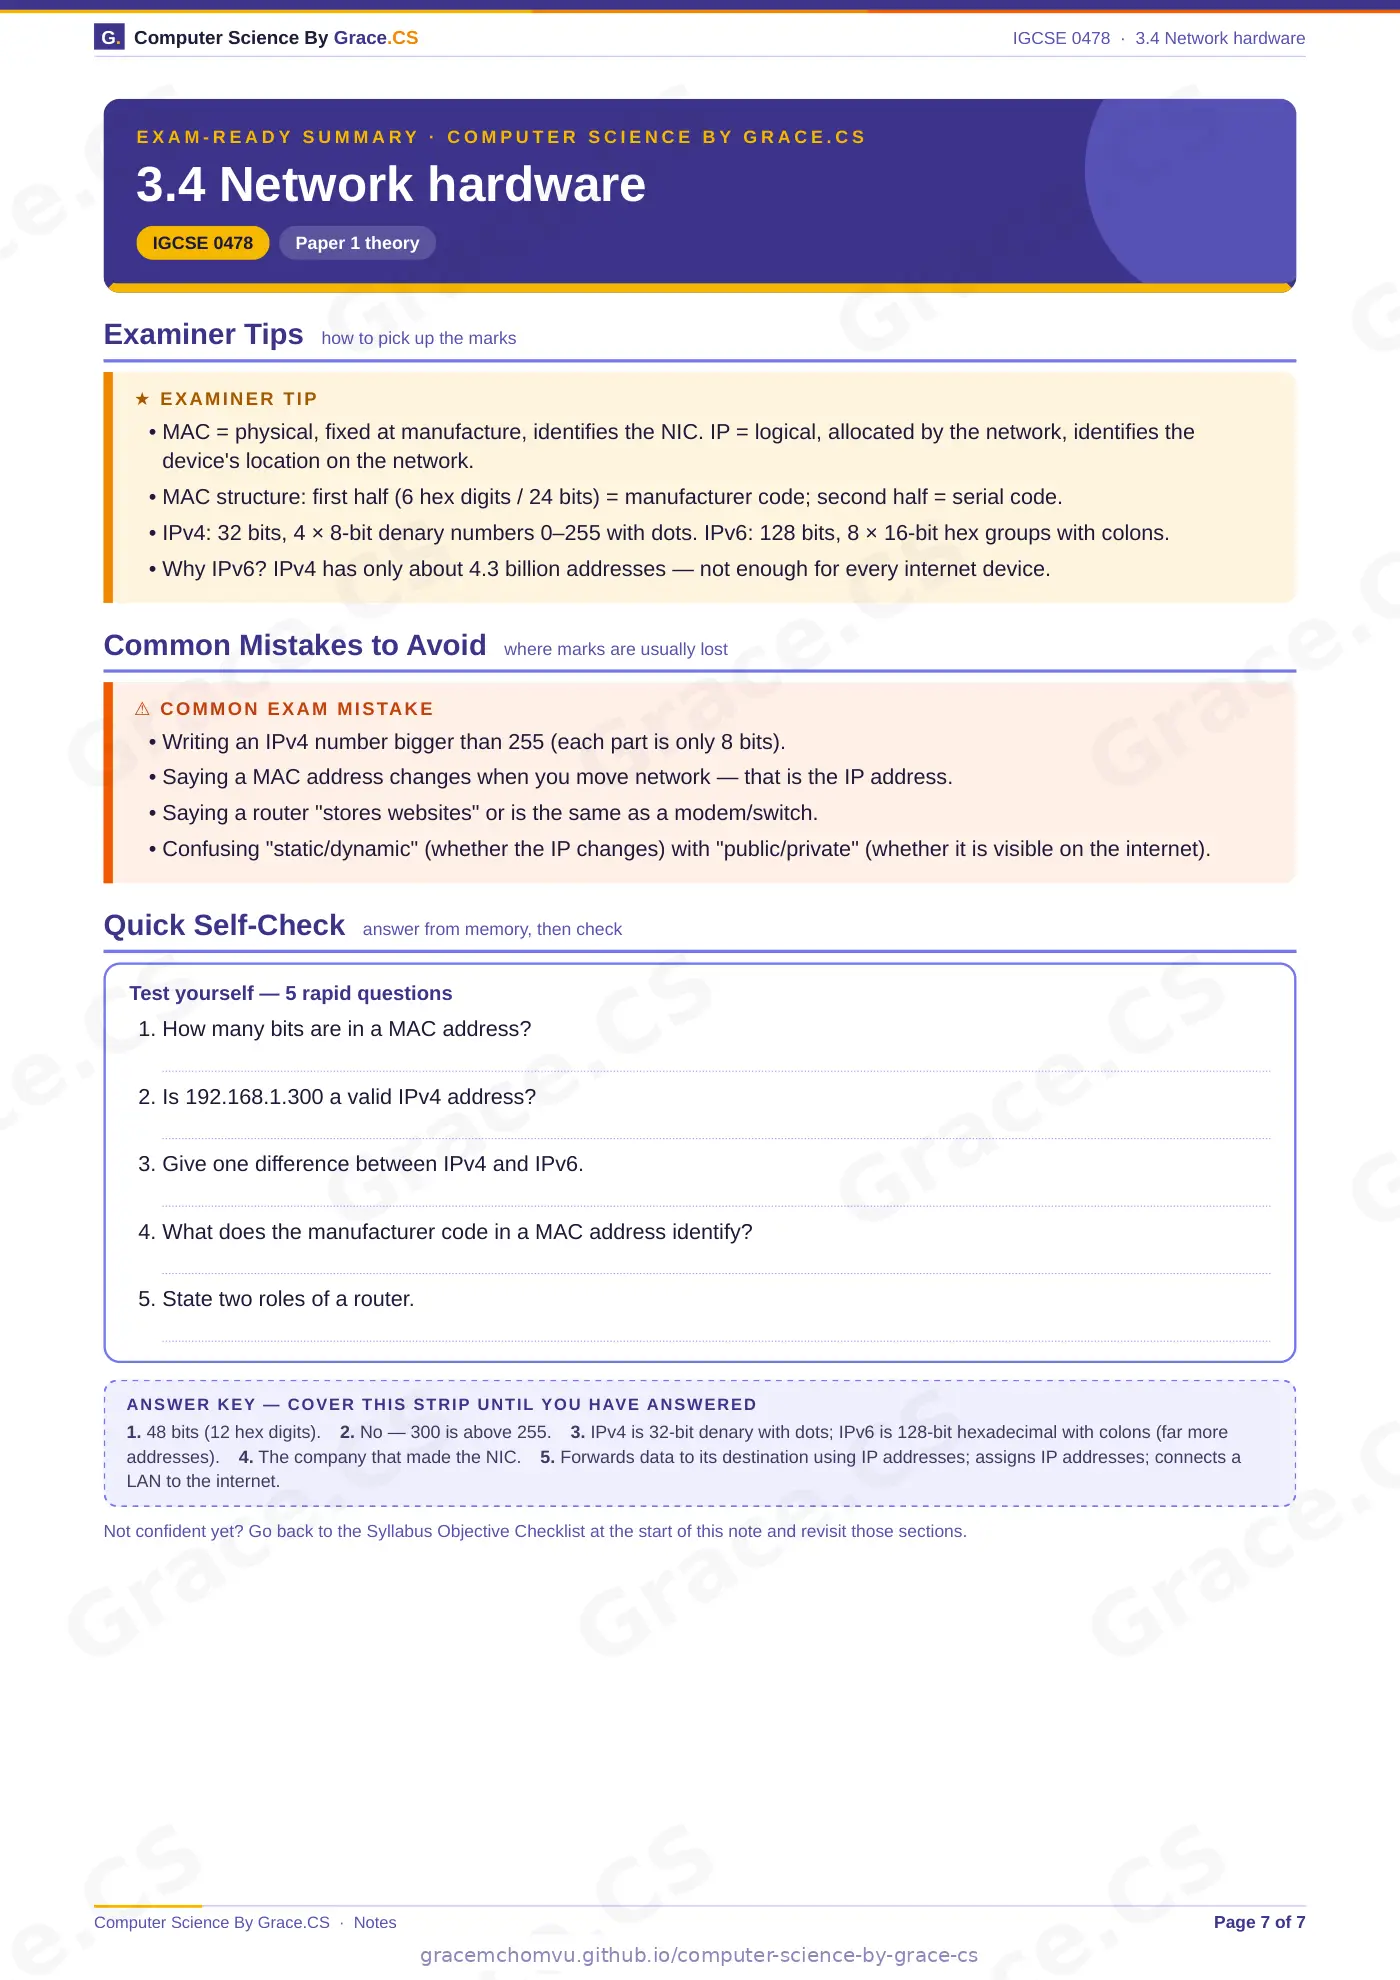 G. Computer Science By Grace.CS
IGCSE 0478 · 3.4 Network hardware
EXAM-READY SUMMARY · COMPUTER SCIENCE BY GRACE.CS
3.4 Network hardware
IGCSE 0478 Paper 1 theory
Examiner Tips how to pick up the marks
★ EXAMINER TIP
• MAC = physical, fixed at manufacture, identifies the NIC. IP = logical, allocated by the network, identifies the
device's location on the network.
• MAC structure: first half (6 hex digits / 24 bits) = manufacturer code; second half = serial code.
• IPv4: 32 bits, 4 × 8-bit denary numbers 0–255 with dots. IPv6: 128 bits, 8 × 16-bit hex groups with colons.
• Why IPv6? IPv4 has only about 4.3 billion addresses — not enough for every internet device.
Common Mistakes to Avoid where marks are usually lost
⚠ COMMON EXAM MISTAKE
• Writing an IPv4 number bigger than 255 (each part is only 8 bits).
• Saying a MAC address changes when you move network — that is the IP address.
• Saying a router "stores websites" or is the same as a modem/switch.
• Confusing "static/dynamic" (whether the IP changes) with "public/private" (whether it is visible on the internet).
Quick Self-Check answer from memory, then check
Test yourself — 5 rapid questions
1. How many bits are in a MAC address?
2. Is 192.168.1.300 a valid IPv4 address?
3. Give one difference between IPv4 and IPv6.
4. What does the manufacturer code in a MAC address identify?
5. State two roles of a router.
ANSWER KEY — COVER THIS STRIP UNTIL YOU HAVE ANSWERED
1. 48 bits (12 hex digits). 2. No — 300 is above 255. 3. IPv4 is 32-bit denary with dots; IPv6 is 128-bit hexadecimal with colons (far more
addresses). 4. The company that made the NIC. 5. Forwards data to its destination using IP addresses; assigns IP addresses; connects a
LAN to the internet.
Not confident yet? Go back to the Syllabus Objective Checklist at the start of this note and revisit those sections.
Computer Science By Grace.CS · Notes
Page 7 of 7
gracemchomvu.github.io/computer-science-by-grace-cs